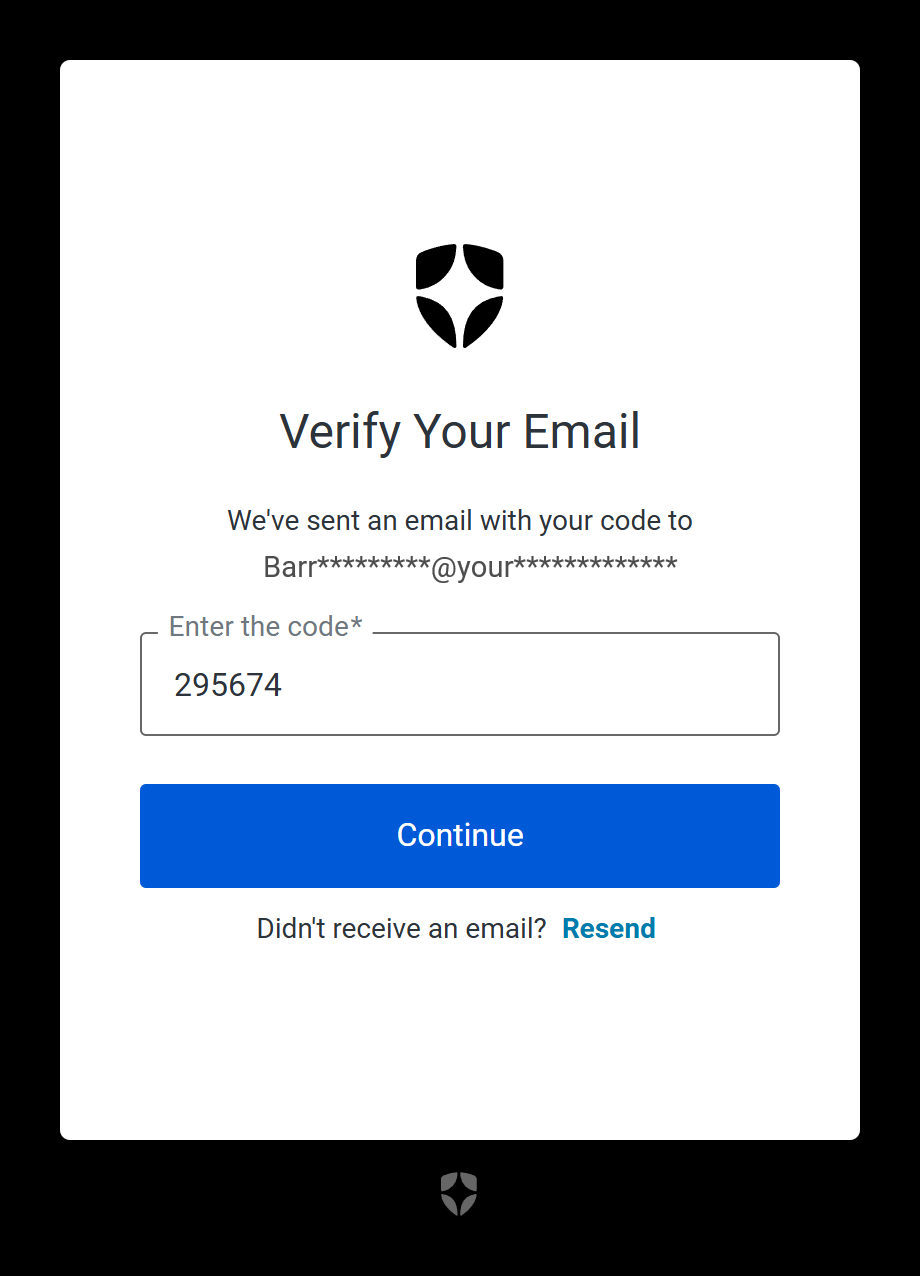 Verify Your Email
We've sent an email with your code to
Barr*********@your*************
Enter the code*
295674
Continue
Didn't receive an email? Resend